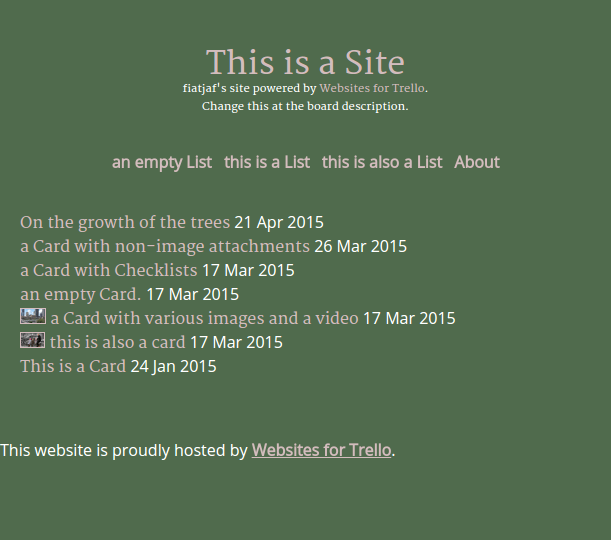 This is a Site
fiatjaf's site powered by Websites for Trello.
Change this at the board description.
an empty List this is a List this is also a List About
On the growth of the trees 21 Apr 2015
a Card with non-image attachments 26 Mar 2015
a Card with Checklists 17 Mar 2015
an empty Card. 17 Mar 2015
a Card with various images and a video 17 Mar 2015
this is also a card 17 Mar 2015
This is a Card 24 Jan 2015
This website is proudly hosted by Websites for Trello.